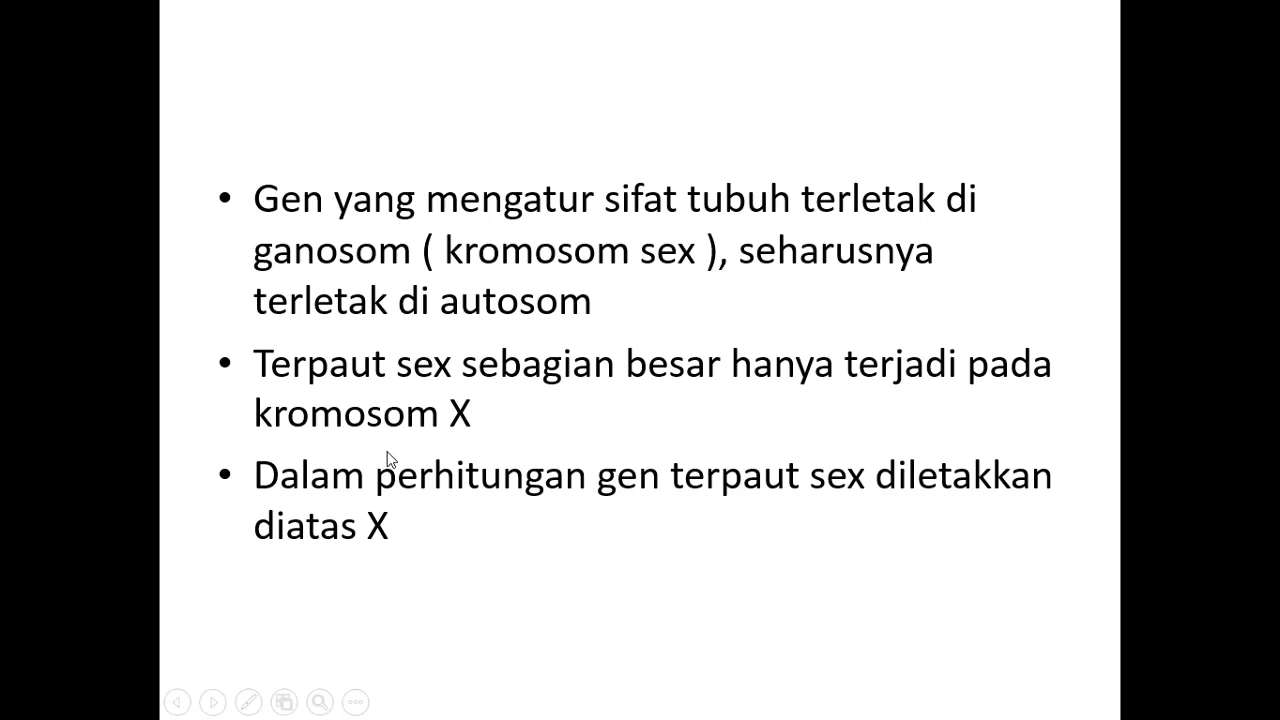 • Gen yang mengatur sifat tubuh terletak di
ganosom ( kromosom sex ), seharusnya
terletak di autosom
• Terpaut sex sebagian besar hanya terjadi pada
kromosom X
• Dalam perhitungan gen terpaut sex diletakkan
diatas X